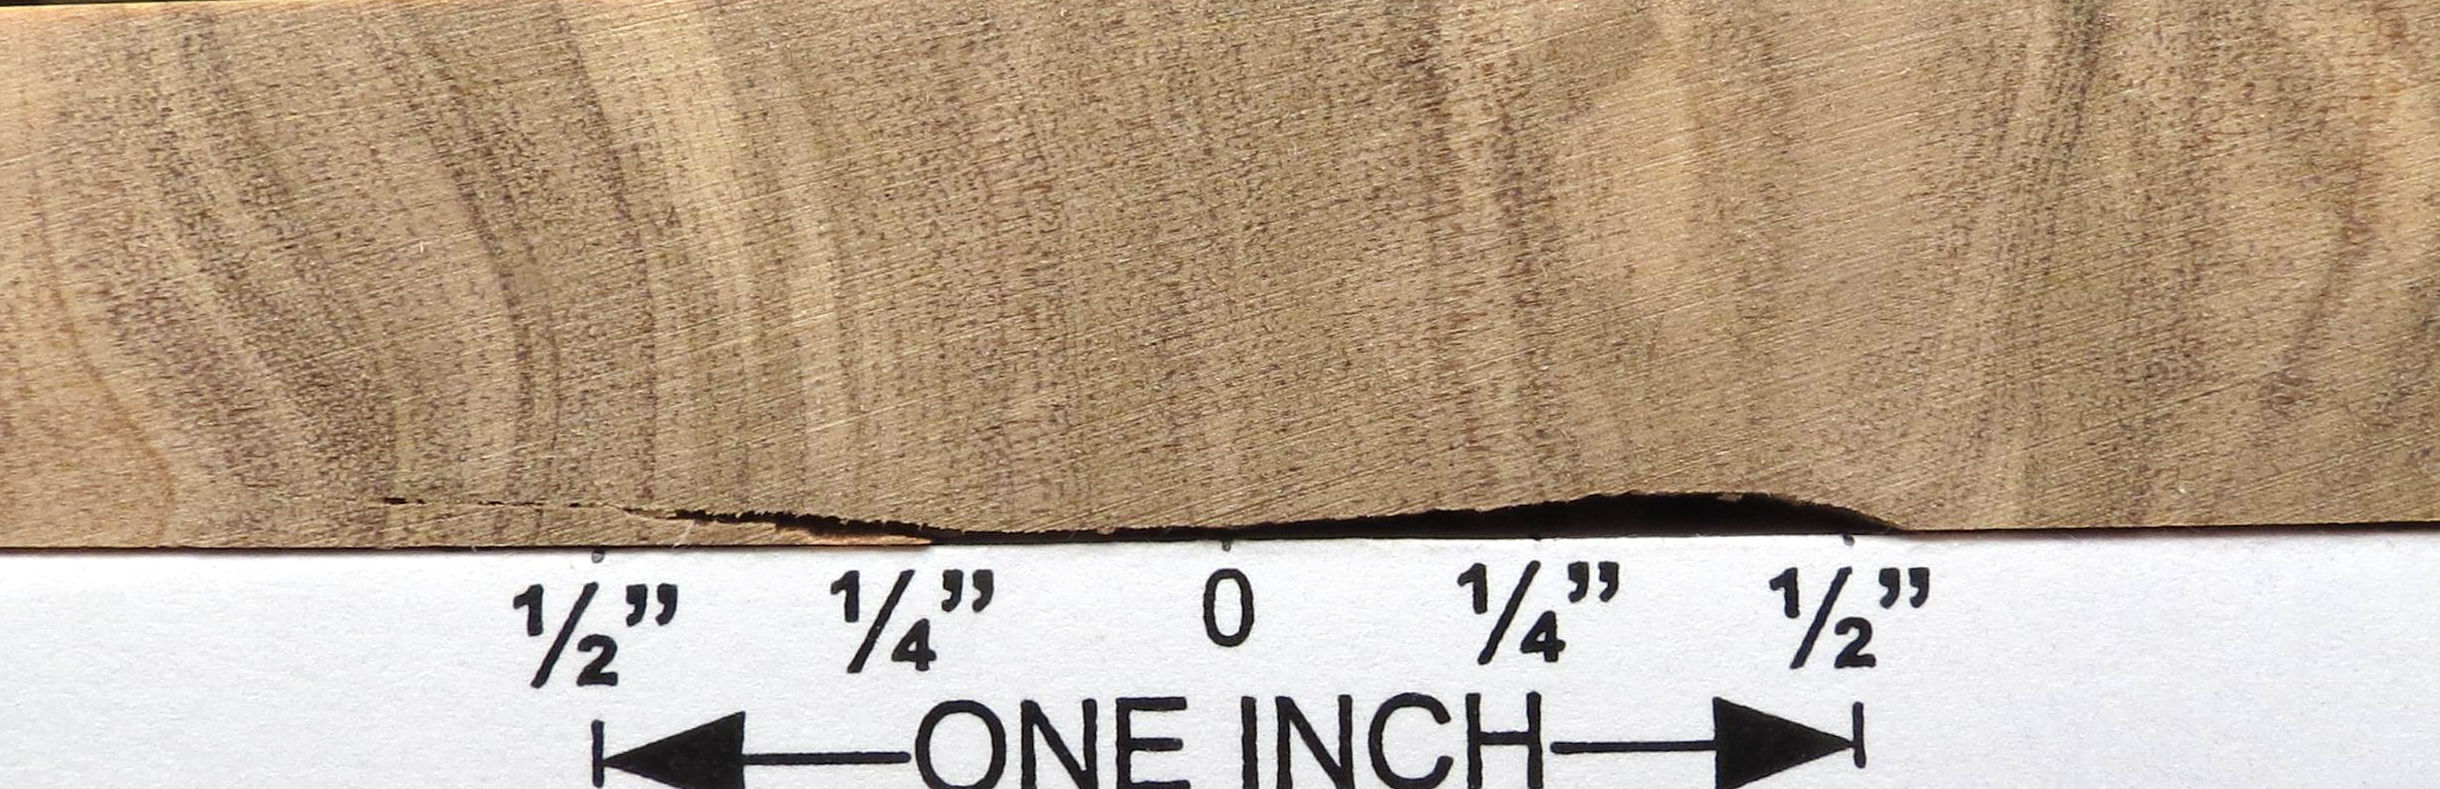 ½” ¼” 0 ¼” ½”
ONE INCH